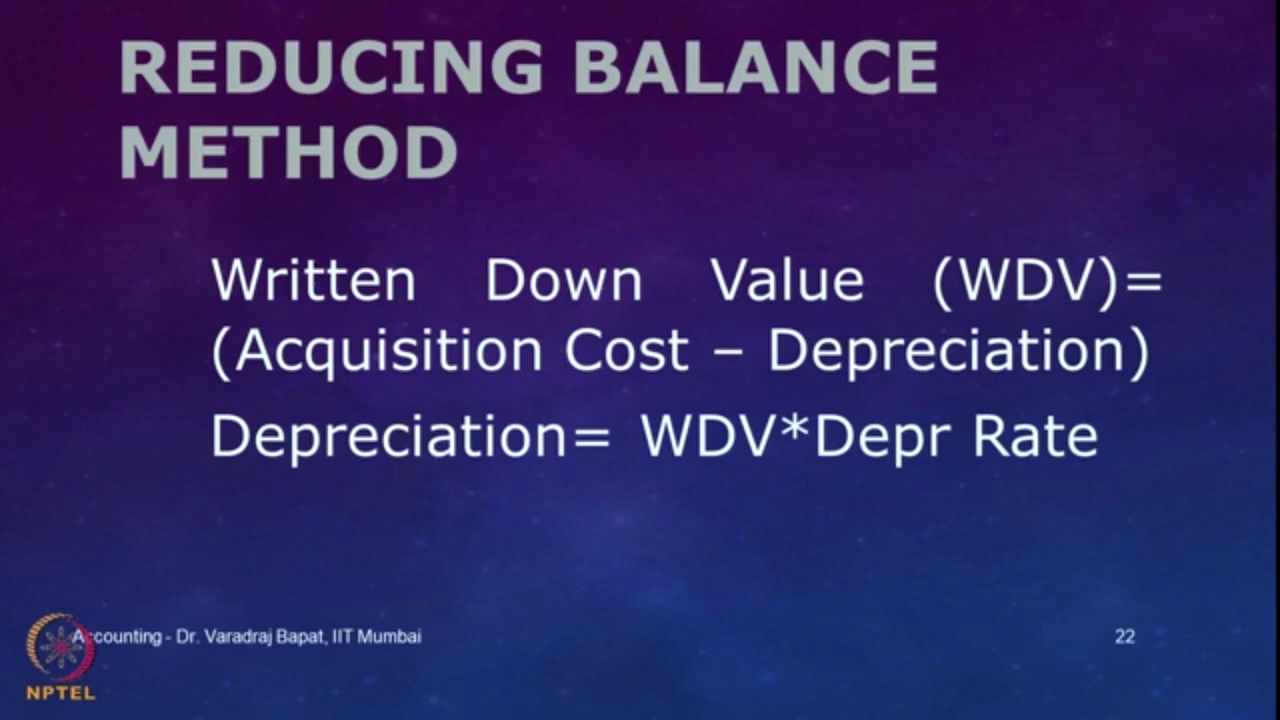 REDUCING BALANCE
METHOD
Written Down Value (WDV)=
(Acquisition Cost – Depreciation)
Depreciation= WDV*Depr Rate
Accounting - Dr. Varadraj Bapat, IIT Mumbai
22
NPTEL